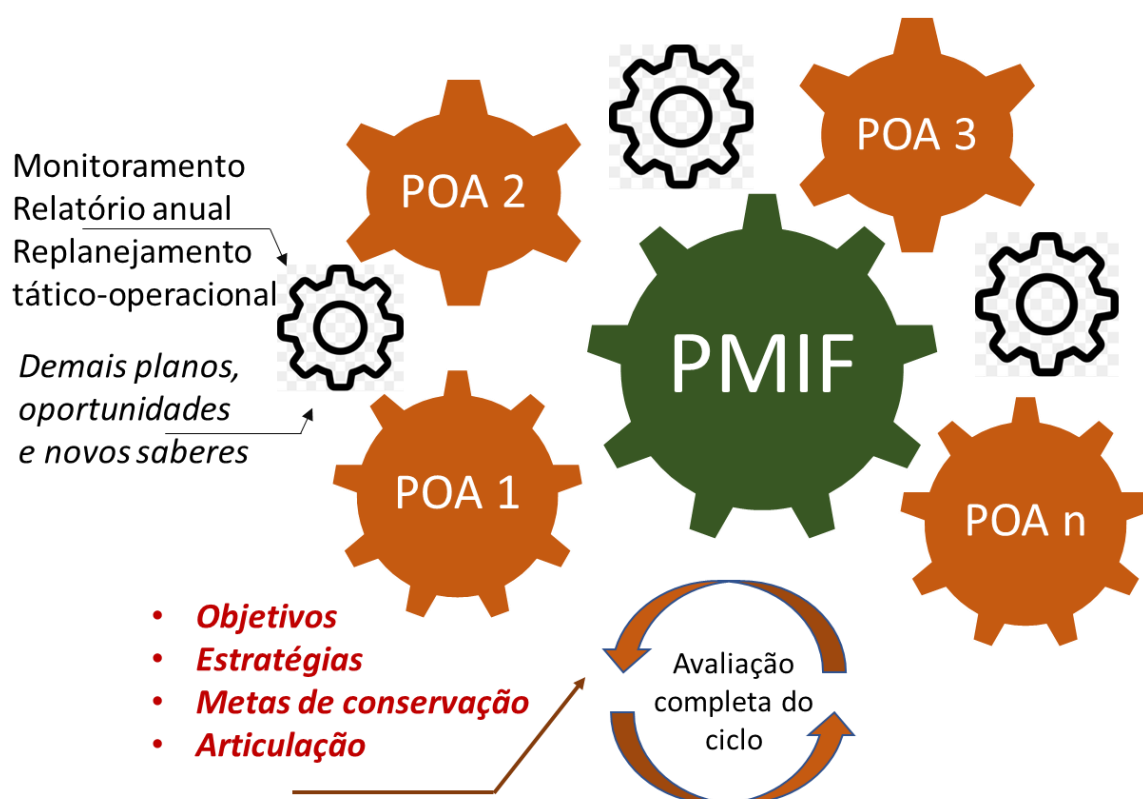 POA 3
POA 2
Monitoramento
Relatório anual
Replanejamento
tático-operacional
Demais planos,
oportunidades
e novos saberes
PMIF
POA 1
POA n
• Objetivos
• Estratégias
• Metas de conservação
• Articulação
Avaliação
completa do
ciclo